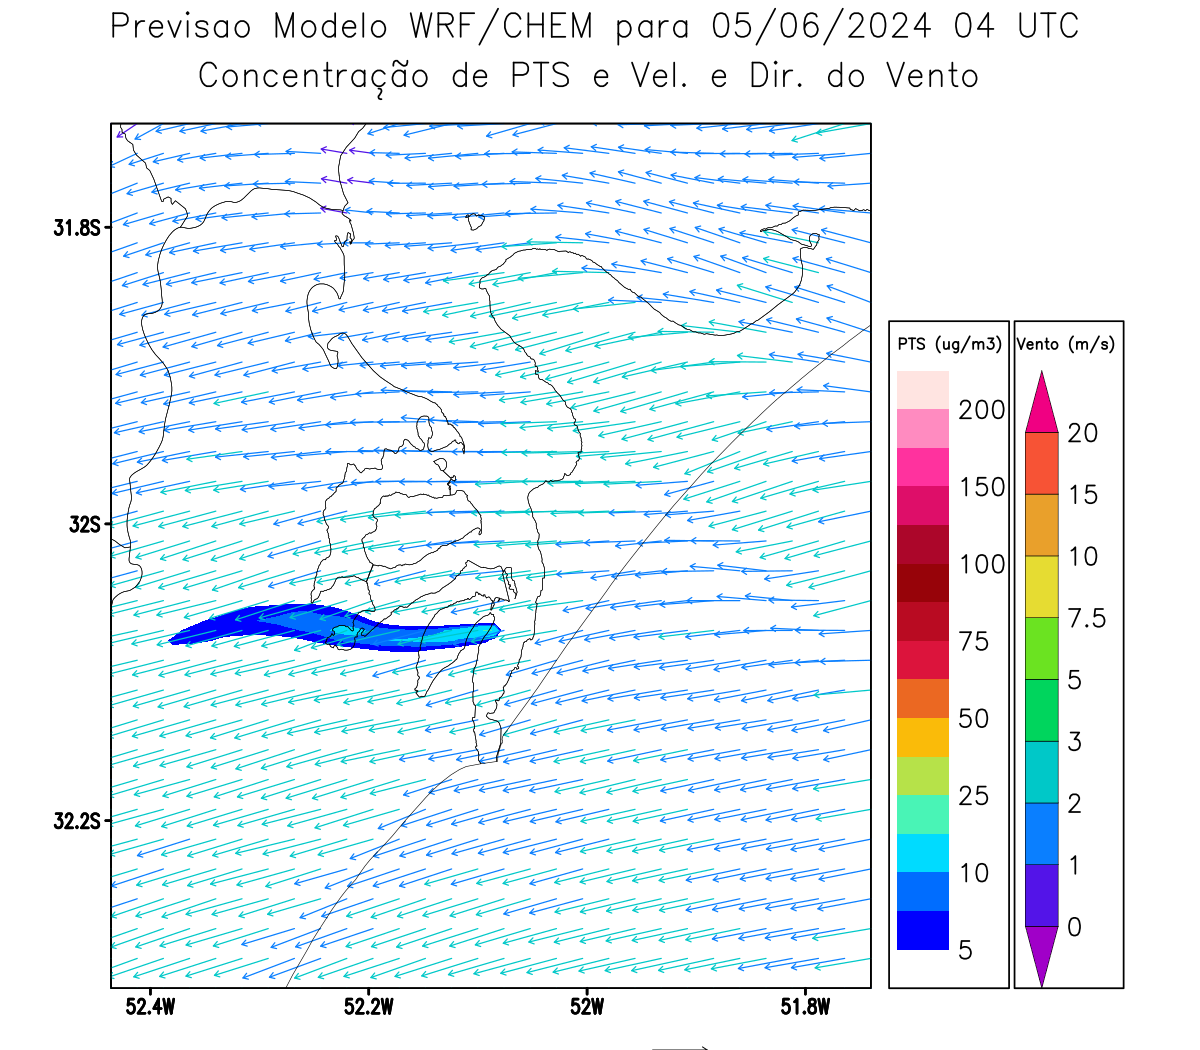 Previsao Modelo WRF/CHEM para 05/06/2024 04 UTC
Concentração de PTS e Vel. e Dir. do Vento
31.8S
32S
32.2S
52.4W 52.2W 52W 51.8W
PTS (ug/m3)
200
150
100
75
50
25
10
5
Vento (m/s)
20
15
10
7.5
5
3
2
1
0